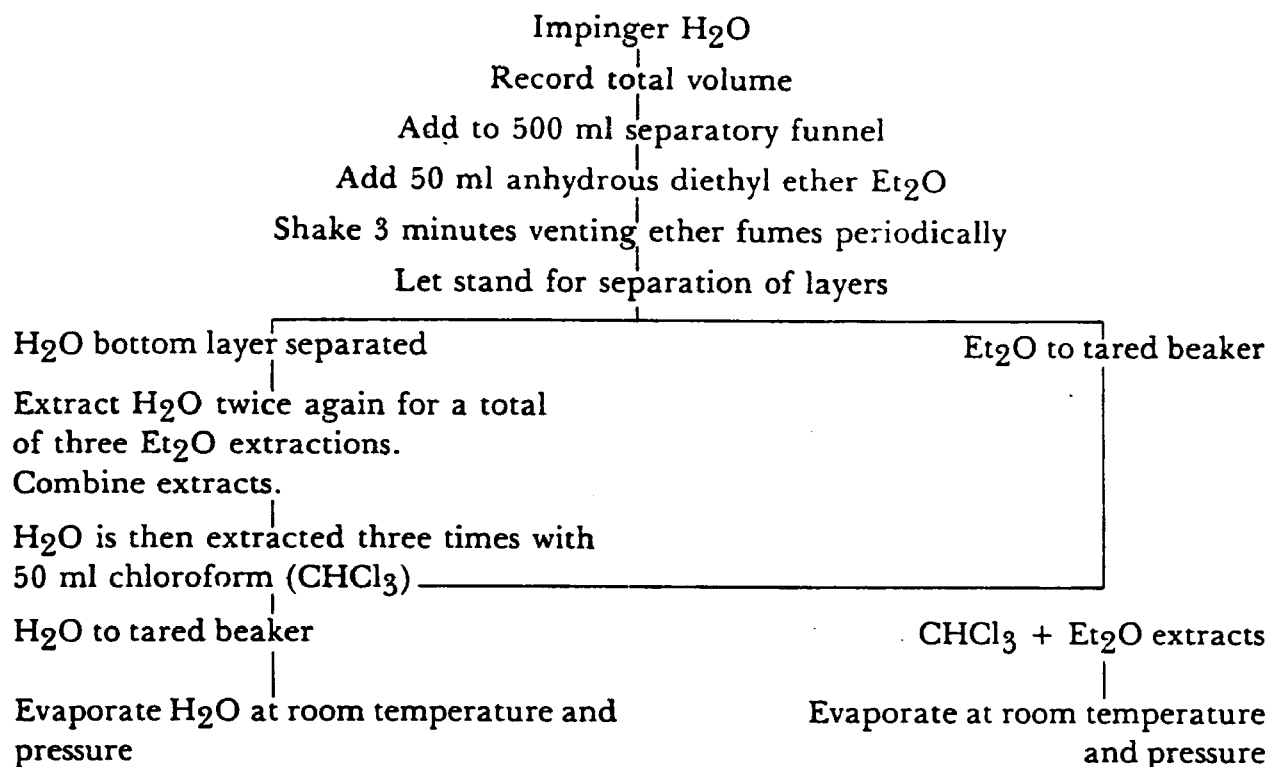 Impinger H2O
Record total volume
Add to 500 ml separatory funnel
Add 50 ml anhydrous diethyl ether Et2O
Shake 3 minutes venting ether fumes periodically
Let stand for separation of layers
H2O bottom layer separated
Et2O to tared beaker
Extract H2O twice again for a total
of three Et2O extractions.
Combine extracts.
H2O is then extracted three times with
50 ml chloroform (CHCl3)
H2O to tared beaker
CHCl3 + Et2O extracts
Evaporate H2O at room temperature and
pressure
Evaporate at room temperature
and pressure